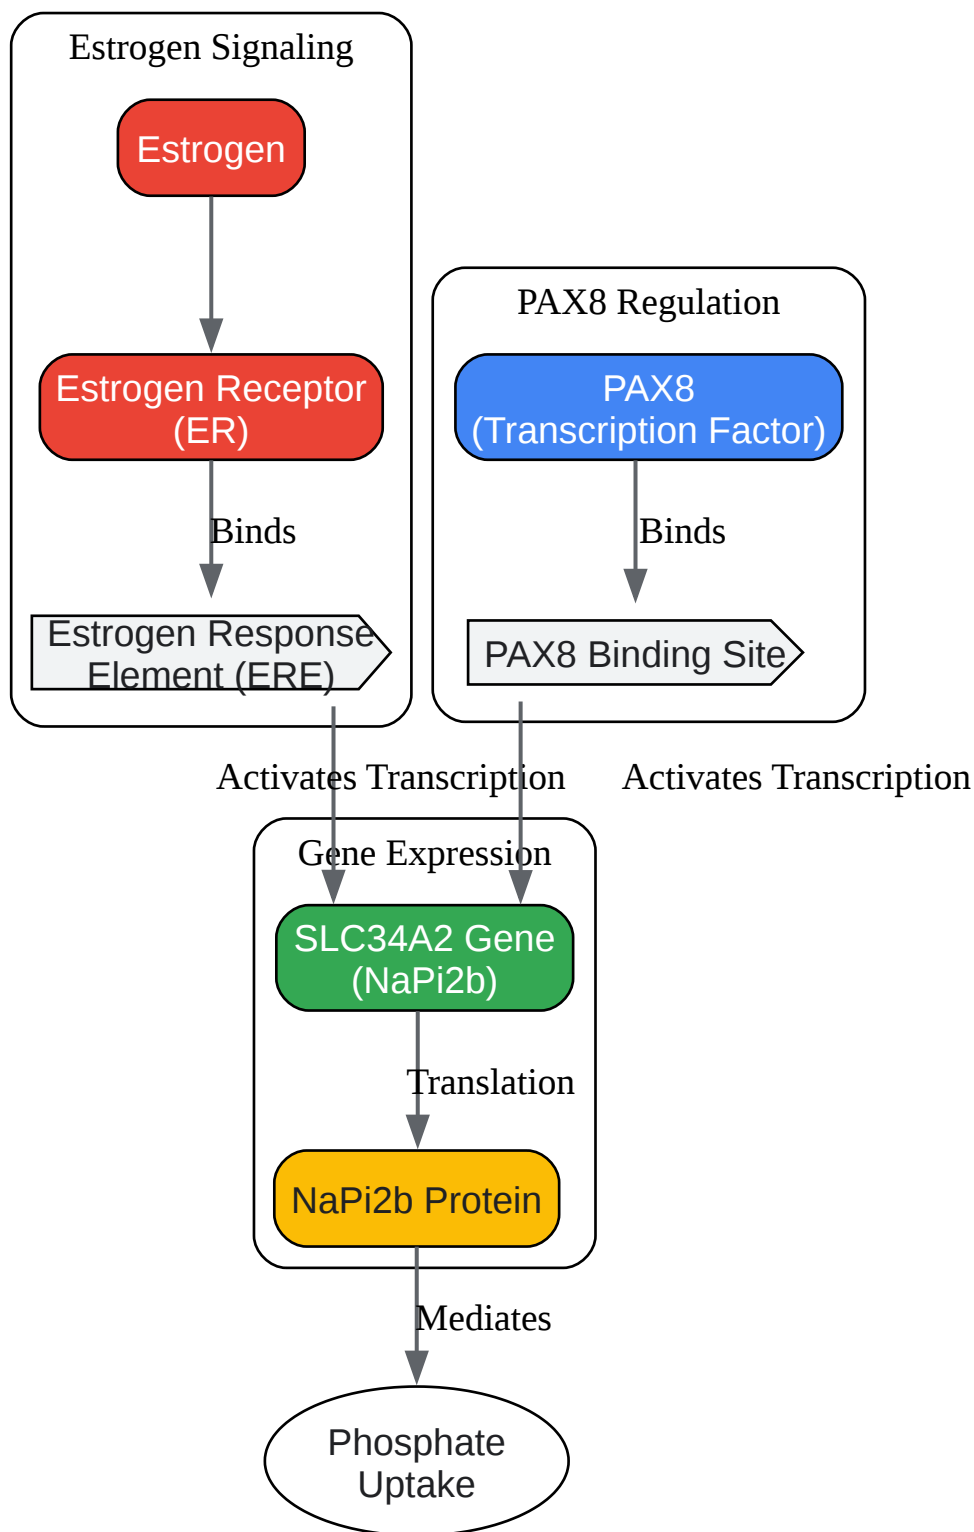 Estrogen Signaling
Estrogen
PAX8 Regulation
Estrogen Receptor
(ER)
PAX8
(Transcription Factor)
Binds
Binds
Estrogen Response
Element (ERE)
PAX8 Binding Site
Activates Transcription
Activates Transcription
Gene Expression
SLC34A2 Gene
(NaPi2b)
Translation
NaPi2b Protein
Mediates
Phosphate
Uptake